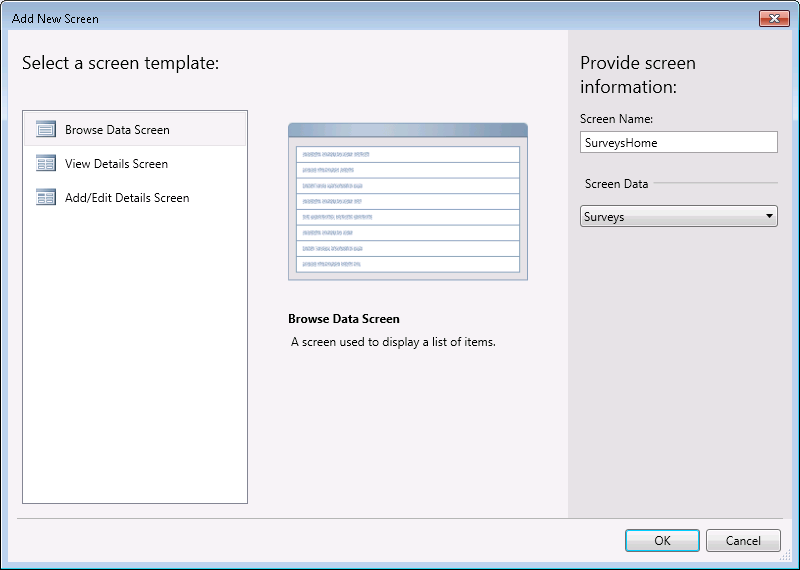 Add New Screen
Select a screen template:
Browse Data Screen
View Details Screen
Add/Edit Details Screen
Browse Data Screen
A screen used to display a list of items.
Provide screen
information:
Screen Name:
SurveysHome
Screen Data
Surveys
OK
Cancel